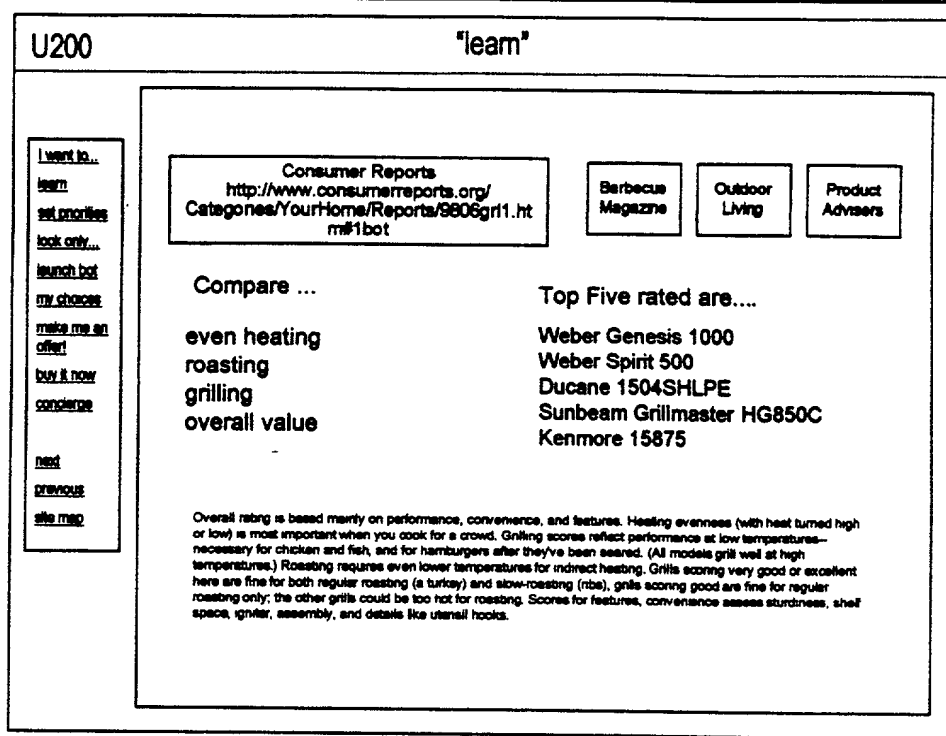 U200
"learn"
I want to...
learn
set priorities
look only...
launch bot
my choices
make me an
offer!
buy it now
concierge
next
previous
site map
Consumer Reports
http://www.consumerreports.org/
Categories/YourHome/Reports/9806grl1.ht
m#1bot
Barbecue
Magazine
Outdoor
Living
Product
Advisers
Compare ...
even heating
roasting
grilling
overall value
Top Five rated are....
Weber Genesis 1000
Weber Spirit 500
Ducane 1504SHLPE
Sunbeam Grillmaster HG850C
Kenmore 15875
Overall rating is based mainly on performance, convenience, and features. Heating evenness (with heat turned high
or low) is most important when you cook for a crowd. Grilling scores reflect performance at low temperatures--
necessary for chicken and fish, and for hamburgers after they've been seared. (All models grill well at high
temperatures.) Roasting requires even lower temperatures for indirect heating. Grills scoring very good or excellent
here are fine for both regular roasting (a turkey) and slow-roasting (ribs), grills scoring good are fine for regular
roasting only; the other grills could be too hot for roasting. Scores for features, convenience assess sturdiness, shelf
space, igniter, assembly, and details like utensil hooks.